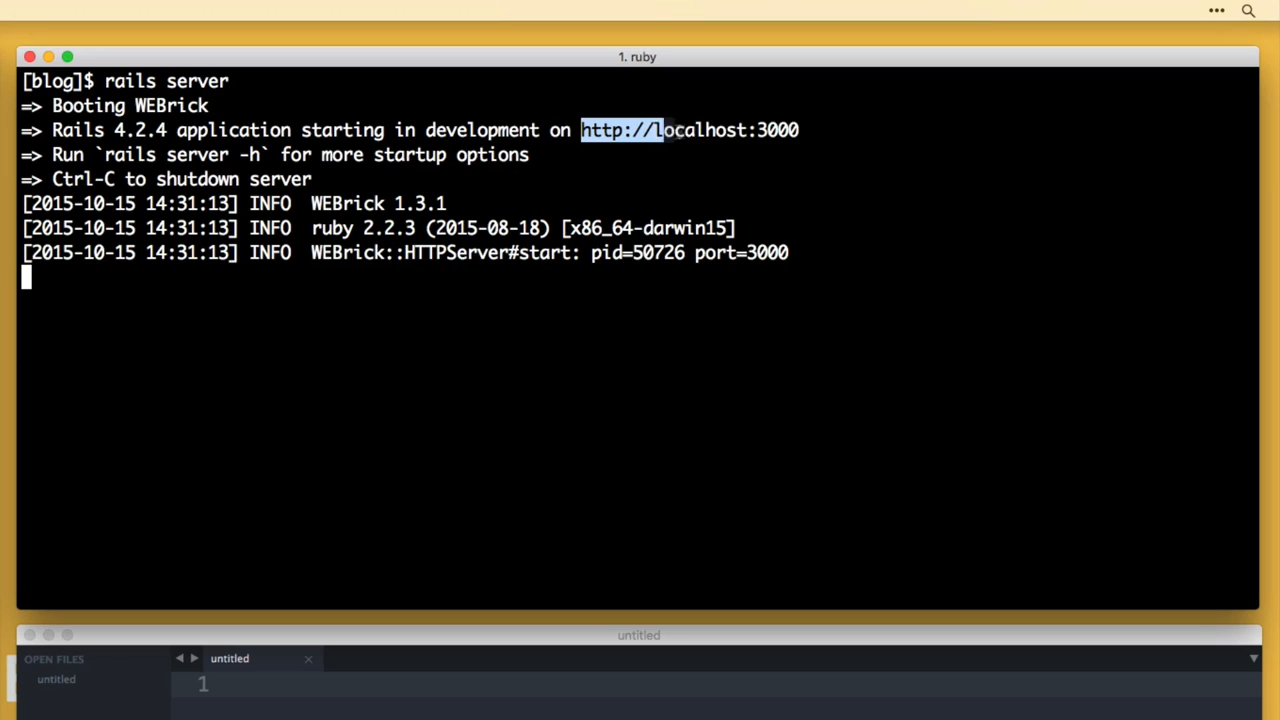 1. ruby
[blog]$ rails server
=> Booting WEBrick
=> Rails 4.2.4 application starting in development on http://localhost:3000
=> Run `rails server -h` for more startup options
=> Ctrl-C to shutdown server
[2015-10-15 14:31:13] INFO  WEBrick 1.3.1
[2015-10-15 14:31:13] INFO  ruby 2.2.3 (2015-08-18) [x86_64-darwin15]
[2015-10-15 14:31:13] INFO  WEBrick::HTTPServer#start: pid=50726 port=3000
untitled
OPEN FILES
untitled
untitled
1